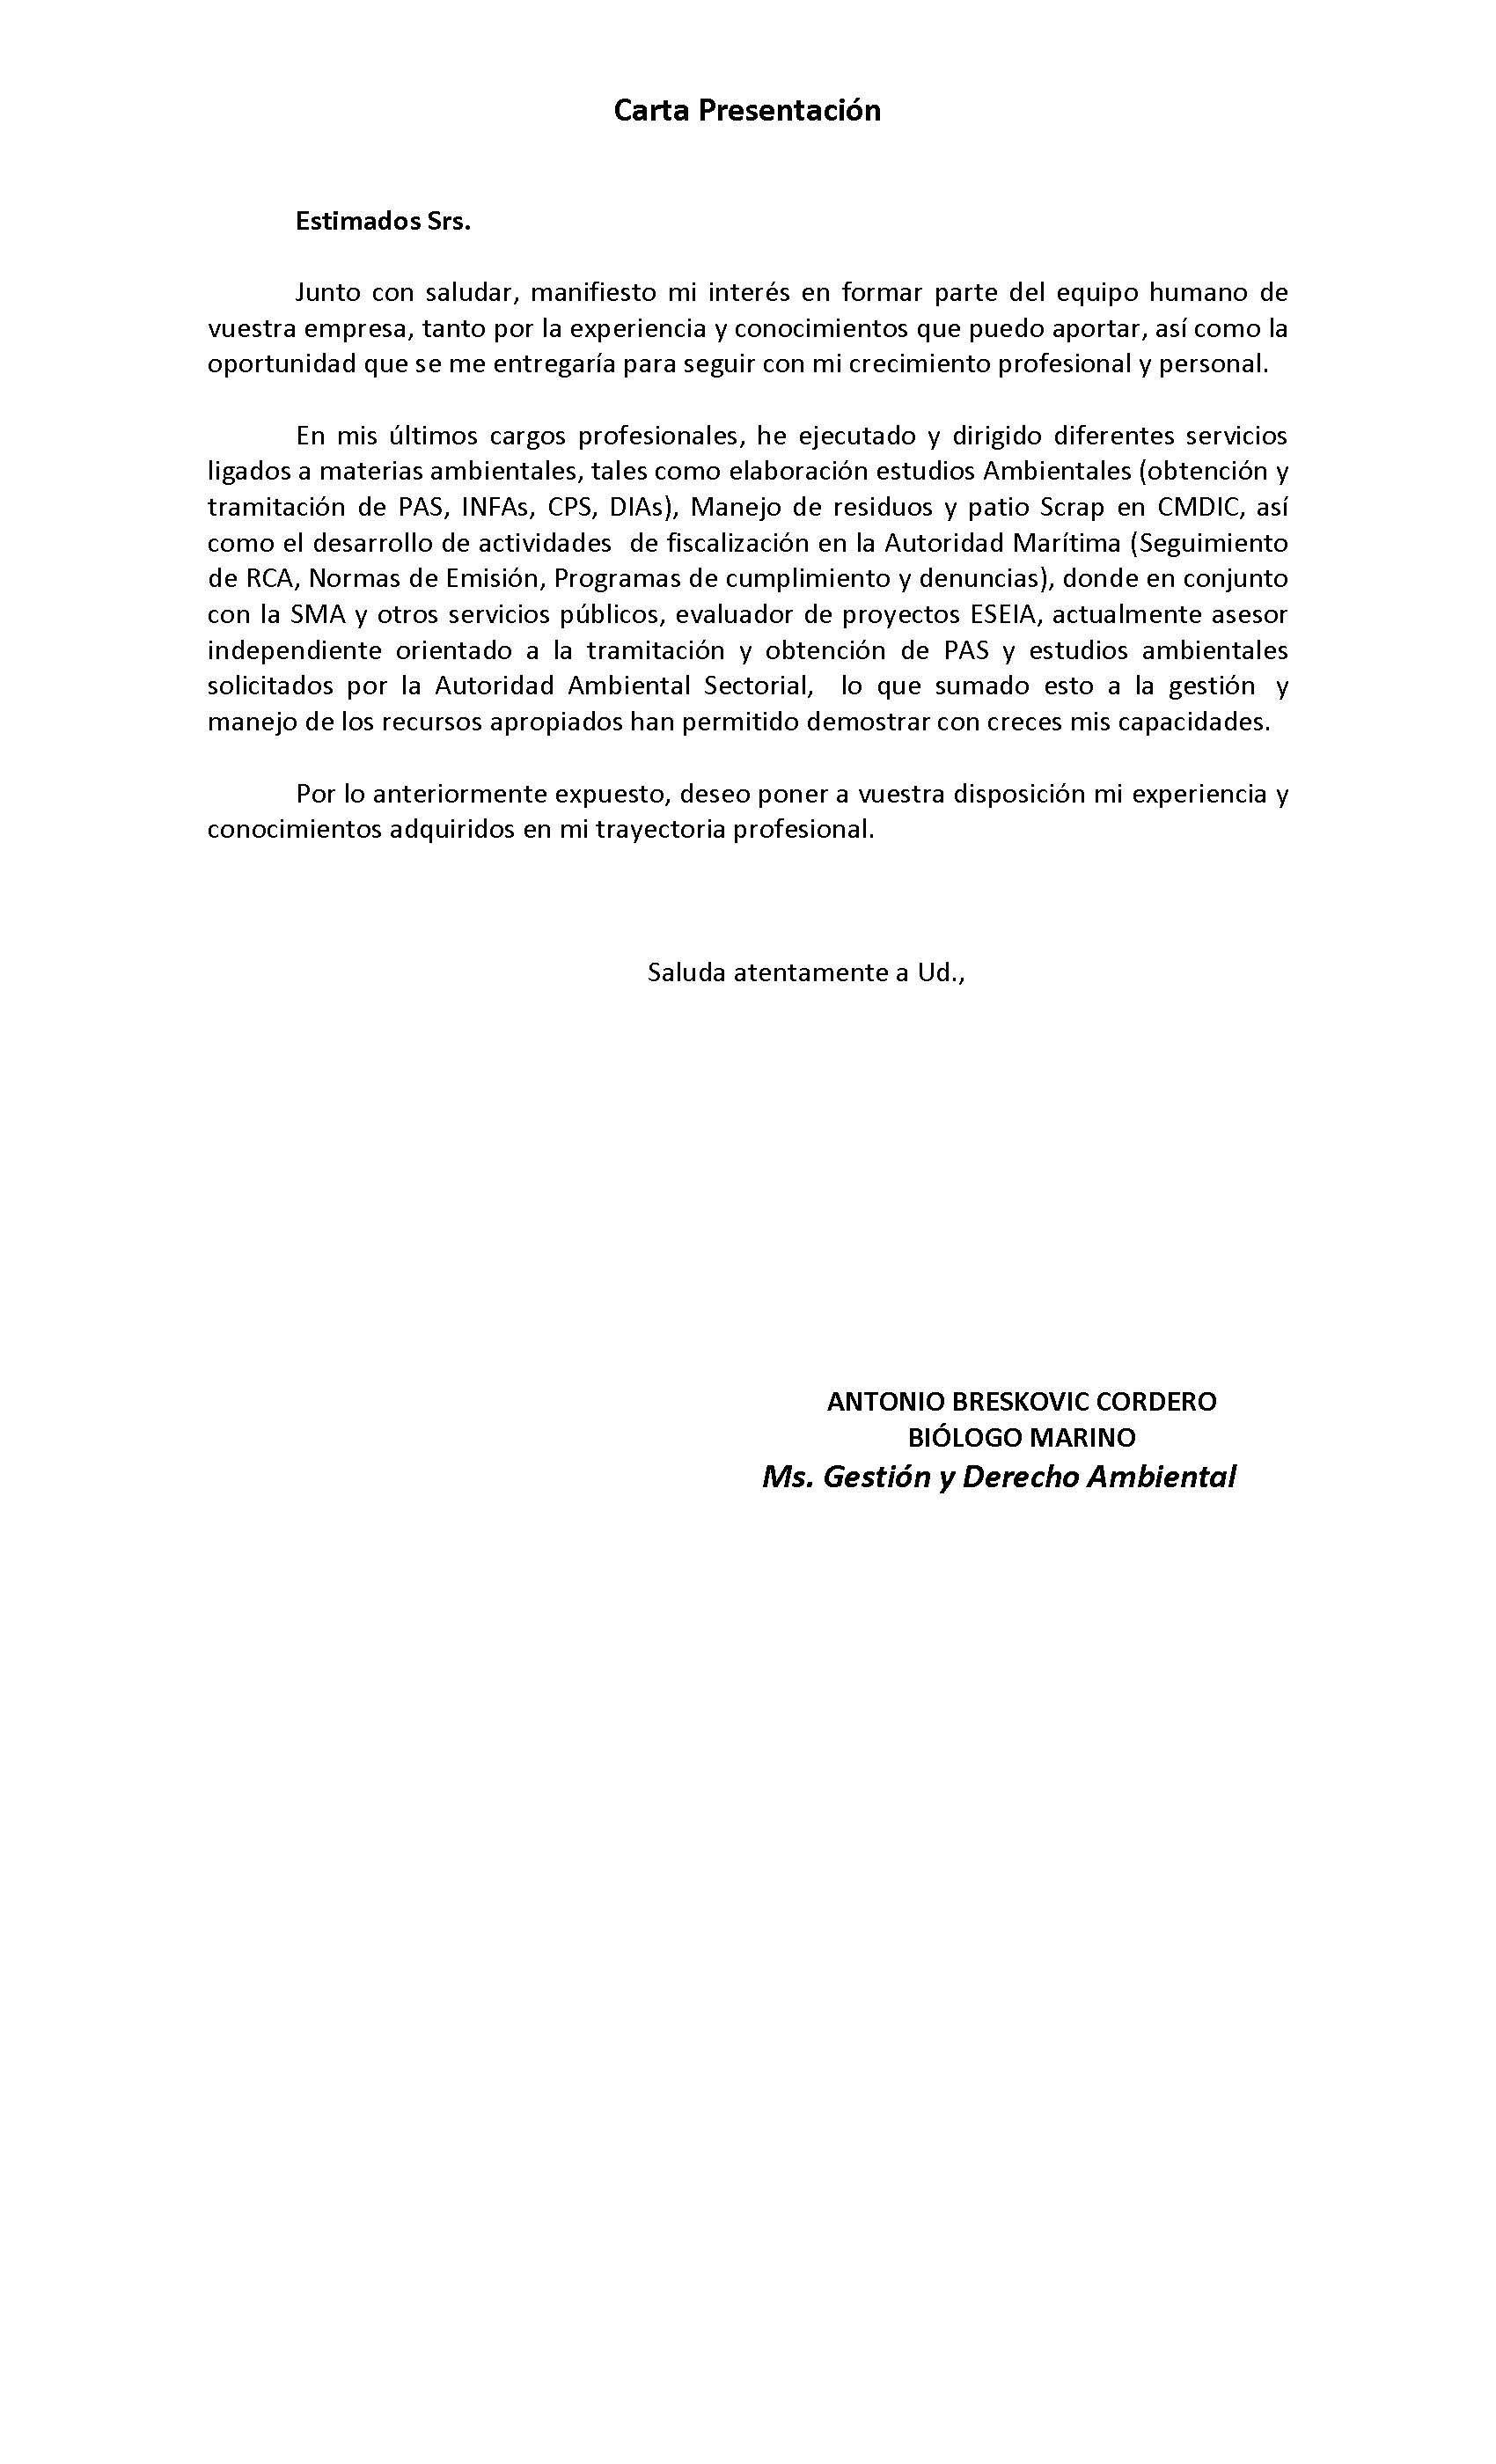 Carta Presentación
Estimados Srs.
Junto con saludar, manifiesto mi interés en formar parte del equipo humano de
vuestra empresa, tanto por la experiencia y conocimientos que puedo aportar, así como la
oportunidad que se me entregaría para seguir con mi crecimiento profesional y personal.
En mis últimos cargos profesionales, he ejecutado y dirigido diferentes servicios
ligados a materias ambientales, tales como elaboración estudios Ambientales (obtención y
tramitación de PAS, INFAs, CPS, DIAs), Manejo de residuos y patio Scrap en CMDIC, así
como el desarrollo de actividades  de fiscalización en la Autoridad Marítima (Seguimiento
de RCA, Normas de Emisión, Programas de cumplimiento y denuncias), donde en conjunto
con la SMA y otros servicios públicos, evaluador de proyectos ESEIA, actualmente asesor
independiente orientado a la tramitación y obtención de PAS y estudios ambientales
solicitados por la Autoridad Ambiental Sectorial,  lo que sumado esto a la gestión  y
manejo de los recursos apropiados han permitido demostrar con creces mis capacidades.
Por lo anteriormente expuesto, deseo poner a vuestra disposición mi experiencia y
conocimientos adquiridos en mi trayectoria profesional.
Saluda atentamente a Ud.,
ANTONIO BRESKOVIC CORDERO
BIÓLOGO MARINO
Ms. Gestión y Derecho Ambiental